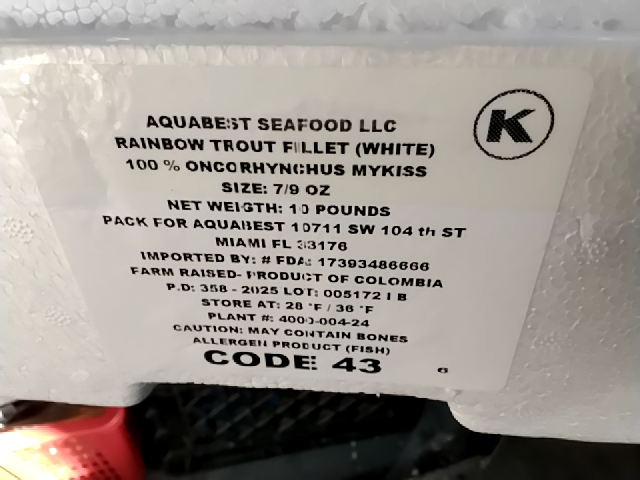 K
AQUABEST SEAFOOD LLC
RAINBOW TROUT FILLET (WHITE)
100 % ONCORHYNCHUS MYKISS
SIZE: 7/9 OZ
NET WEIGTH: 10 POUNDS
PACK FOR AQUABEST 10711 SW 104 th ST
MIAMI FL 33176
IMPORTED BY: # FDA: 17393486666
FARM RAISED- PRODUCT OF COLOMBIA
P.D: 358 - 2025 LOT: 005172 I B
STORE AT: 28 °F / 36 °F
PLANT #: 4000-004-24
CAUTION: MAY CONTAIN BONES
ALLERGEN PRODUCT (FISH)
CODE: 43
6